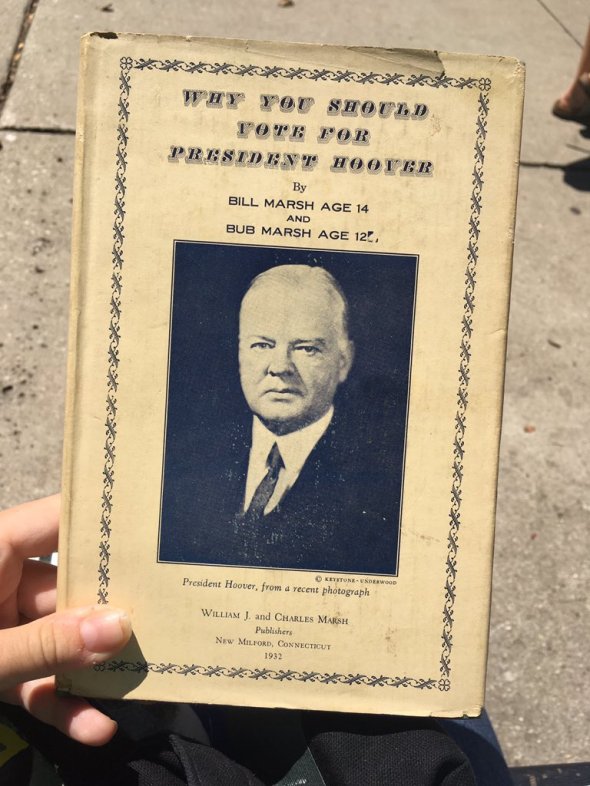 WHY YOU SHOULD
VOTE FOR
PRESIDENT HOOVER
By
BILL MARSH AGE 14
AND
BUB MARSH AGE 12
© KEYSTONE-UNDERWOOD
President Hoover, from a recent photograph
WILLIAM J. and CHARLES MARSH
Publishers
NEW MILFORD, CONNECTICUT
1932